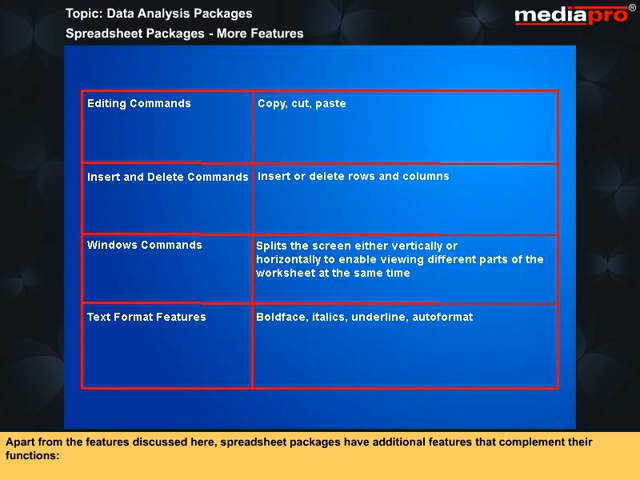 Topic: Data Analysis Packages
Spreadsheet Packages - More Features
mediapro®
Editing Commands
Copy, cut, paste
Insert and Delete Commands
Insert or delete rows and columns
Windows Commands
Splits the screen either vertically or
horizontally to enable viewing different parts of the
worksheet at the same time
Text Format Features
Boldface, italics, underline, autoformat
Apart from the features discussed here, spreadsheet packages have additional features that complement their
functions: